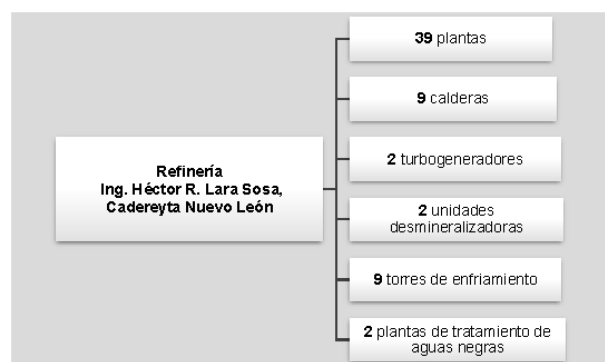 Refinería
Ing. Héctor R. Lara Sosa,
Cadereyta Nuevo León
39 plantas
9 calderas
2 turbogeneradores
2 unidades
desmineralizadoras
9 torres de enfriamiento
2 plantas de tratamiento de
aguas negras